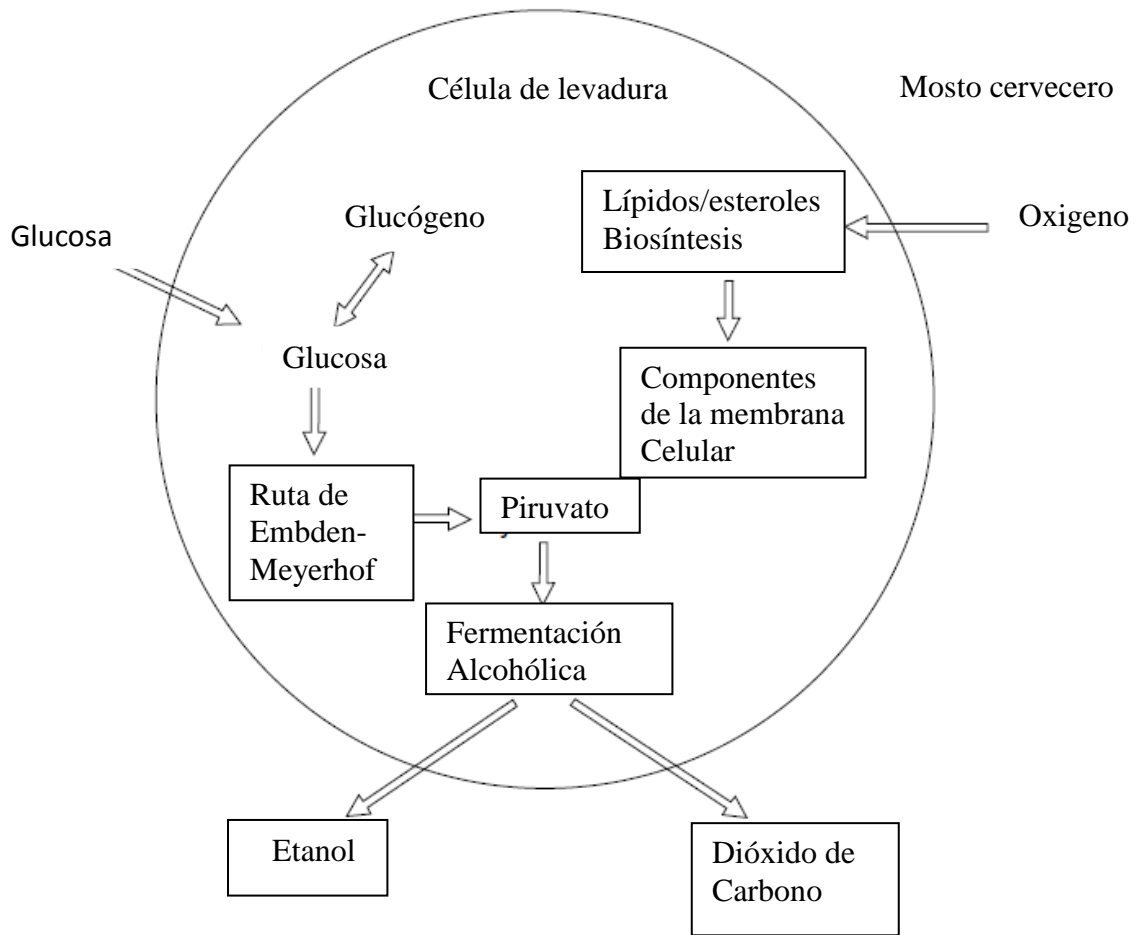 Célula de levadura
Mosto cervecero
Lípidos/esteroles
Biosíntesis
Oxigeno
Glucógeno
Glucosa
Glucosa
Componentes
de la membrana
Celular
Ruta de
Embden-
Meyerhof
Piruvato
Fermentación
Alcohólica
Etanol
Dióxido de
Carbono